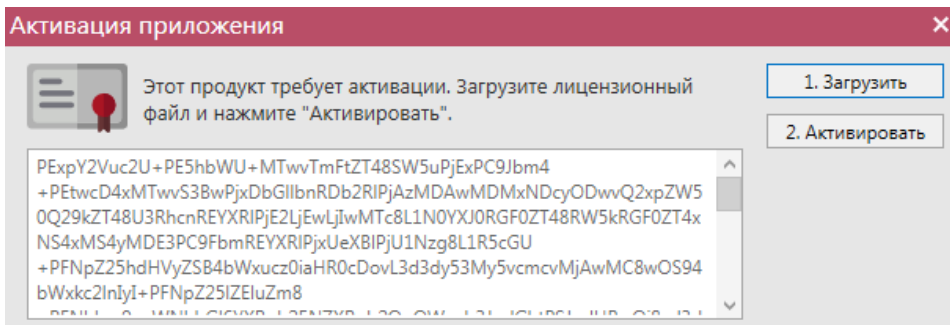 Активация приложения
Этот продукт требует активации. Загрузите лицензионный
файл и нажмите "Активировать".
1. Загрузить
2. Активировать
PExpY2Vuc2U+PE5hbWU+MTwvTmFtZT48SW5uPjExPC9Jbm4
+PEtwcD4xMTwvS3BwPjxDbGllbnRDb2RlPjAzMDAwMDMxNDcyODwvQ2xpZW5
0Q29kZT48U3RhcnREYXRlPjE2LjEwLjIwMTc8L1N0YXJ0RGF0ZT48RW5kRGF0ZT4x
NS4xMS4yMDE3PC9FbmREYXRlPjxUeXBlPjU1Nzg8L1R5cGU
+PFNpZ25hdHVyZSB4bWxucz0iaHR0cDovL3d3dy53My5vcmcvMjAwMC8wOS94
bWxkc2lnIyI+PFNpZ25lZEluZm8